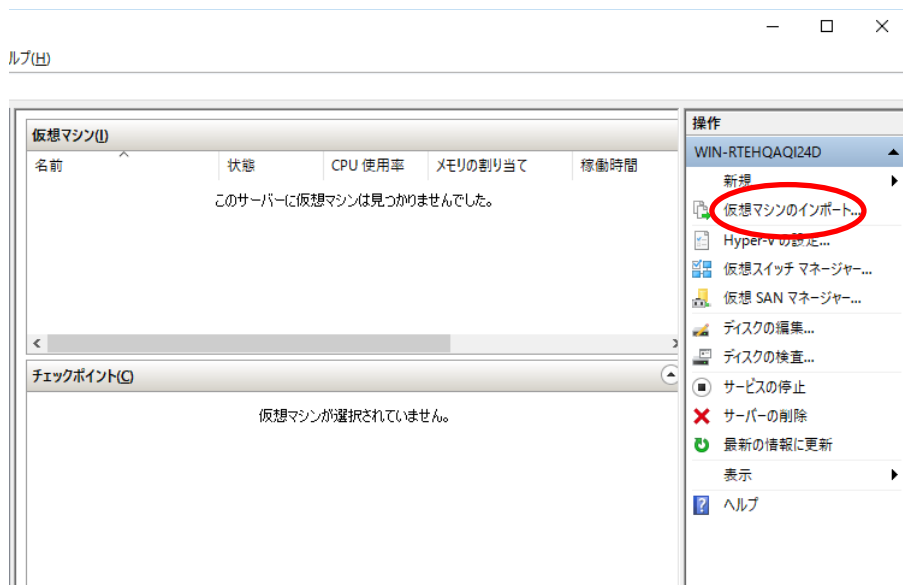 ルプ(H)
仮想マシン(I)
名前 状態 CPU 使用率 メモリの割り当て 稼働時間
このサーバーに仮想マシンは見つかりませんでした。
チェックポイント(C)
仮想マシンが選択されていません。
操作
WIN-RTEHQAQI24D
新規
仮想マシンのインポート...
Hyper-V の設定...
仮想スイッチ マネージャー...
仮想 SAN マネージャー...
ディスクの編集...
ディスクの検査...
サービスの停止
サーバーの削除
最新の情報に更新
表示
ヘルプ